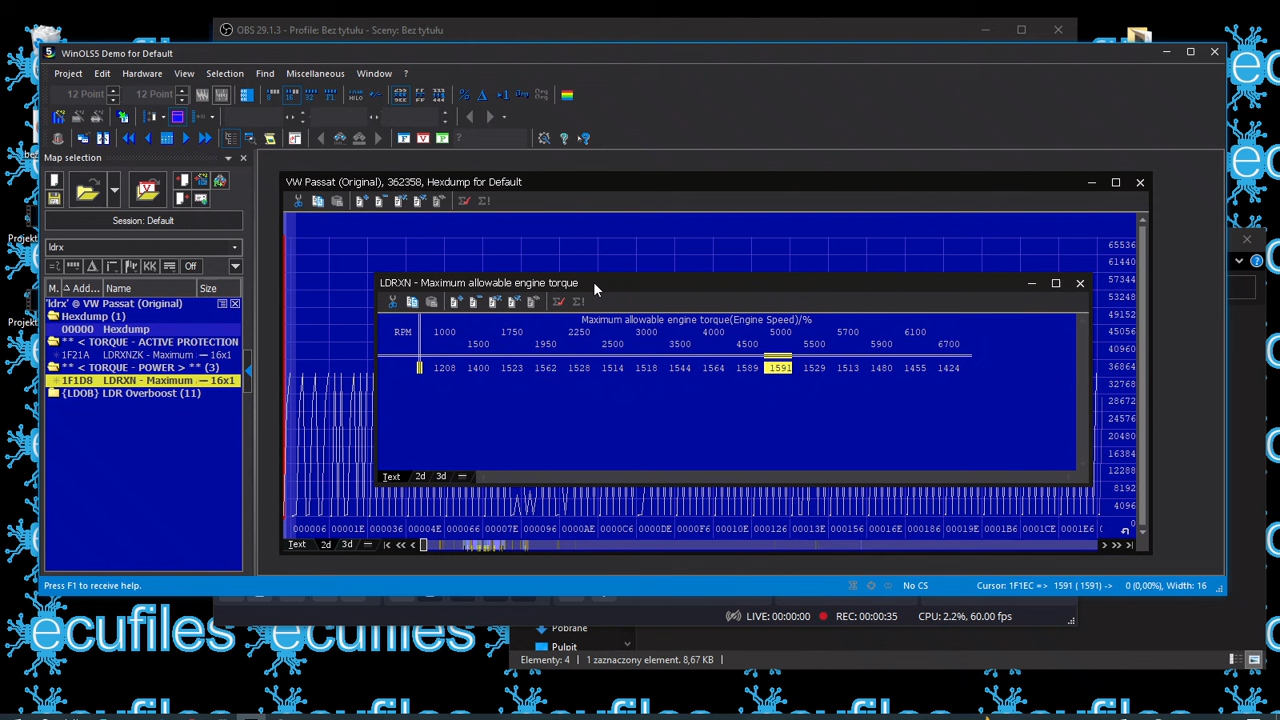 OBS 29.1.3 - Profile: Bez tytułu - Sceny: Bez tytułu
WinOLS5 Demo for Default
Project Edit Hardware View Selection Find Miscellaneous Window ?
12 Point 12 Point
Map selection
Session: Default
ldrx
Off
M. Add... Name Size
'ldrx' @ VW Passat (Original)
Hexdump (1)
00000 Hexdump
** < TORQUE - ACTIVE PROTECTION
1F21A LDRXNZK - Maximum 16x1
** < TORQUE - POWER > ** (3)
1F1D8 LDRXN - Maximum 16x1
{LDOB} LDR Overboost (11)
VW Passat (Original), 362358, Hexdump for Default
LDRXN - Maximum allowable engine torque
Maximum allowable engine torque(Engine Speed)/%
RPM 1000 1750 2250 3000 4000 5000 5700 6100
1500 1950 2500 3500 4500 5500 5900 6700
1208 1400 1523 1562 1528 1514 1518 1544 1564 1589 1591 1529 1513 1480 1455 1424
Text 2d 3d
65536
61440
57344
53248
49152
45056
40960
36864
32768
28672
24576
20480
16384
12288
8192
4096
0
000006 00001E 000036 00004E 000066 00007E 000096 0000AE 0000C6 0000DE 0000F6 00010E 000126 00013E 000156 00016E 000186 00019E 0001B6 0001CE 0001E6
Text 2d 3d
Press F1 to receive help.
No CS Cursor: 1F1EC => 1591 ( 1591) -> 0 (0,00%), Width: 16
LIVE: 00:00:00 REC: 00:00:35 CPU: 2.2%, 60.00 fps
Pobrane
Pulpit
Elementy: 4 1 zaznaczony element. 8,67 KB
ecufiles ecufiles ecufiles ecufiles ecufiles